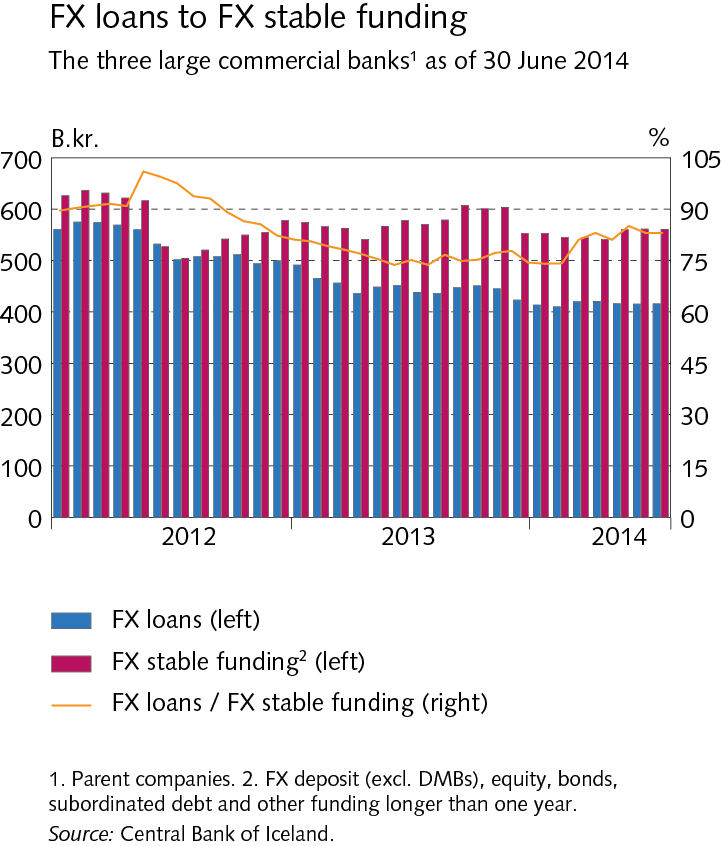 FX loans to FX stable funding
The three large commercial banks¹ as of 30 June 2014
B.kr. %
700 105
600 90
500 75
400 60
300 45
200 30
100 15
0 0
2012 2013 2014
FX loans (left)
FX stable funding² (left)
FX loans / FX stable funding (right)
1. Parent companies. 2. FX deposit (excl. DMBs), equity, bonds,
subordinated debt and other funding longer than one year.
Source: Central Bank of Iceland.